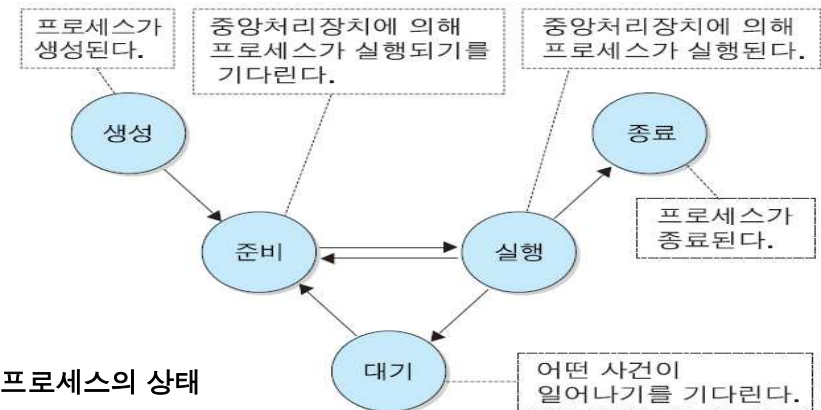 프로세스가
생성된다.
중앙처리장치에 의해
프로세스가 실행되기를
기다린다.
중앙처리장치에 의해
프로세스가 실행된다.
생성
종료
프로세스가
종료된다.
준비
실행
대기
어떤 사건이
일어나기를 기다린다.
프로세스의 상태